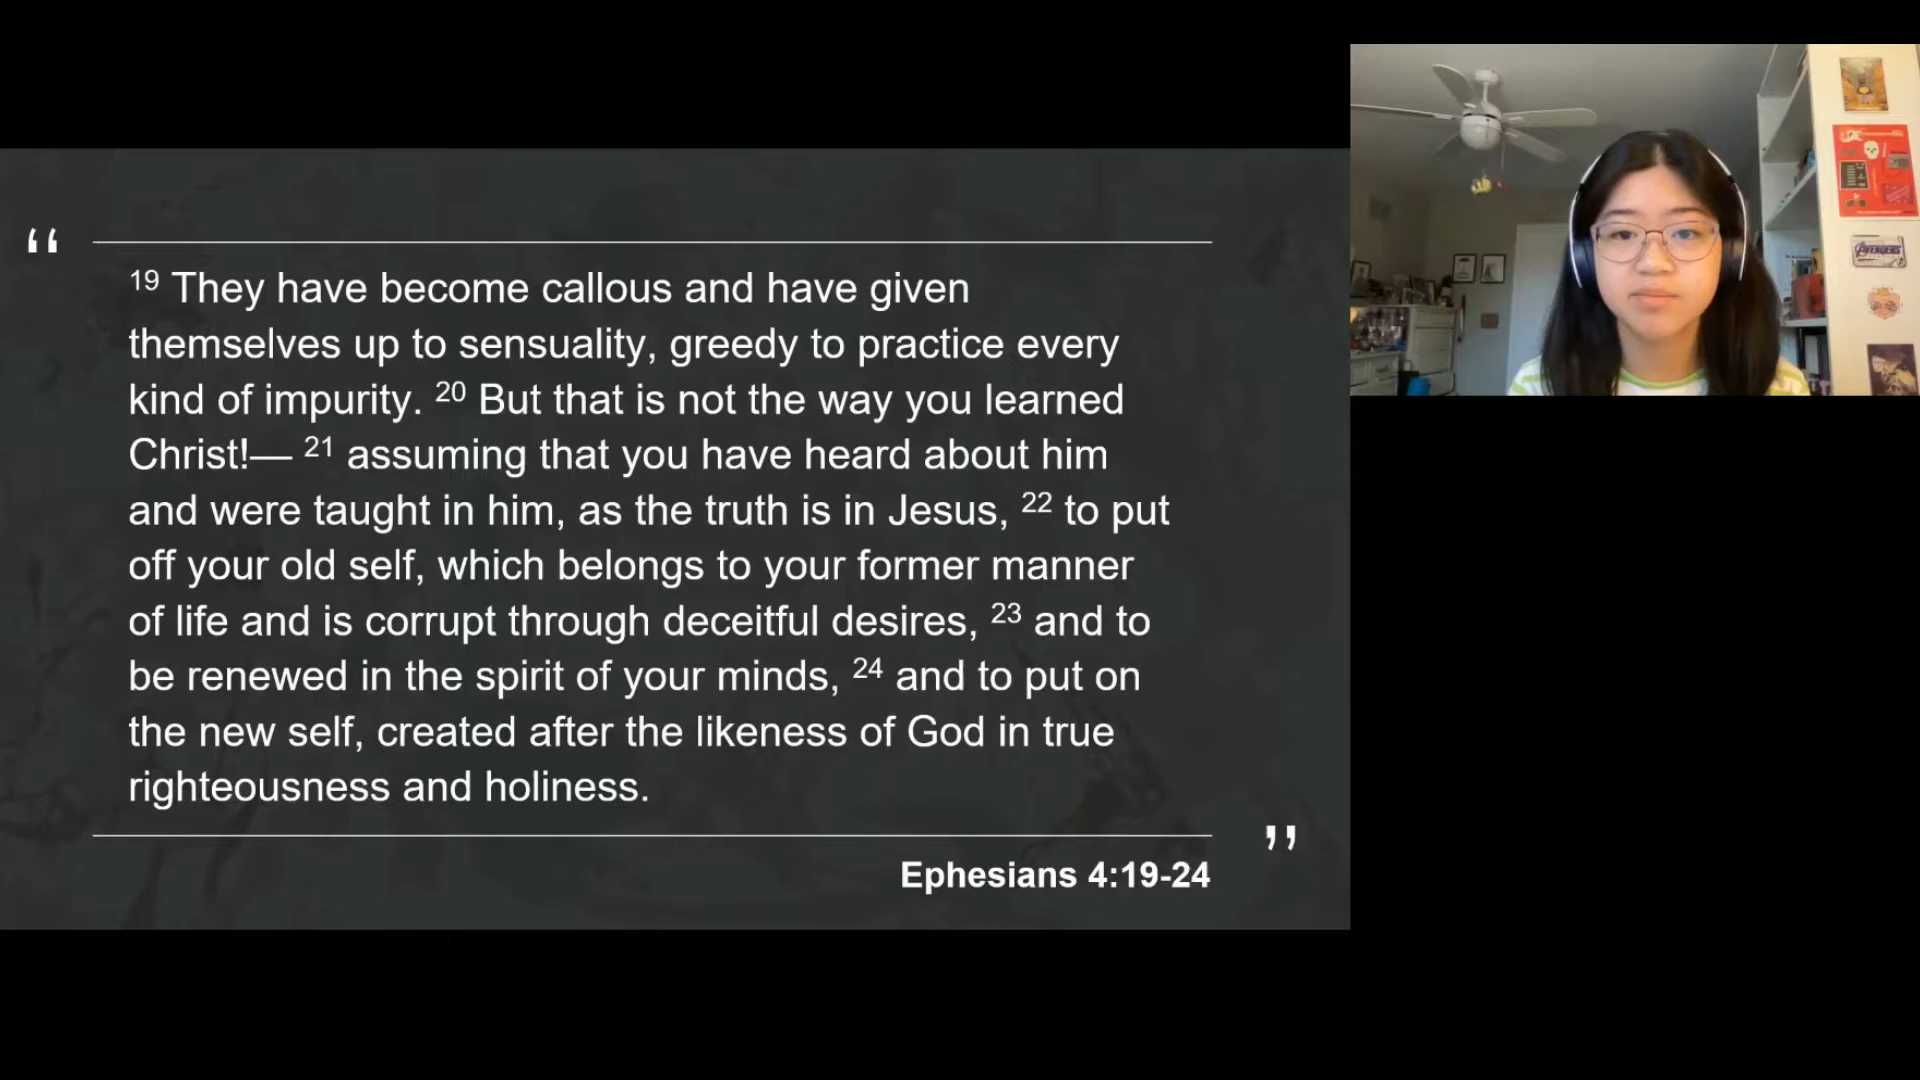 “
19 They have become callous and have given
themselves up to sensuality, greedy to practice every
kind of impurity. 20 But that is not the way you learned
Christ!— 21 assuming that you have heard about him
and were taught in him, as the truth is in Jesus, 22 to put
off your old self, which belongs to your former manner
of life and is corrupt through deceitful desires, 23 and to
be renewed in the spirit of your minds, 24 and to put on
the new self, created after the likeness of God in true
righteousness and holiness.
”
Ephesians 4:19-24
AVENGERS